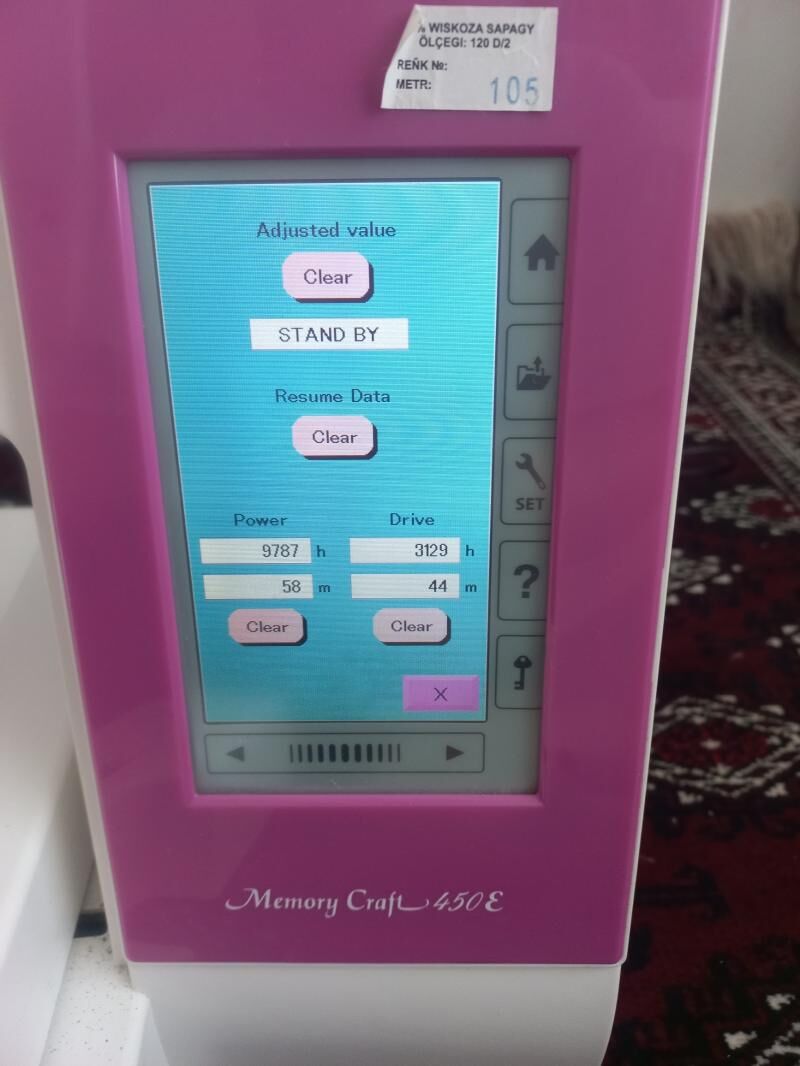 % WISKOZA SAPAGY
ÖLÇEGI: 120 D/2
REŇK №:
METR: 105
Adjusted value
Clear
STAND BY
Resume Data
Clear
Power Drive
9787 h 3129 h
58 m 44 m
Clear Clear
X
SET
?
Memory Craft 450E